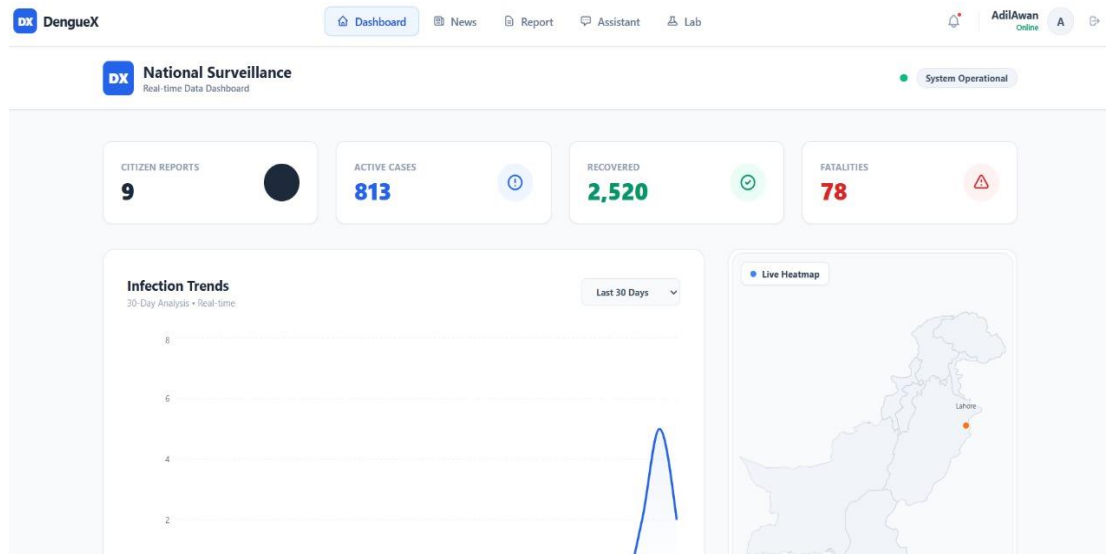 DX DengueX
Dashboard
News
Report
Assistant
Lab
AdilAwan
Online
A
DX
National Surveillance
Real-time Data Dashboard
System Operational
CITIZEN REPORTS
9
ACTIVE CASES
813
RECOVERED
2,520
FATALITIES
78
Infection Trends
30-Day Analysis • Real-time
Last 30 Days
8
6
4
2
Live Heatmap
Lahore